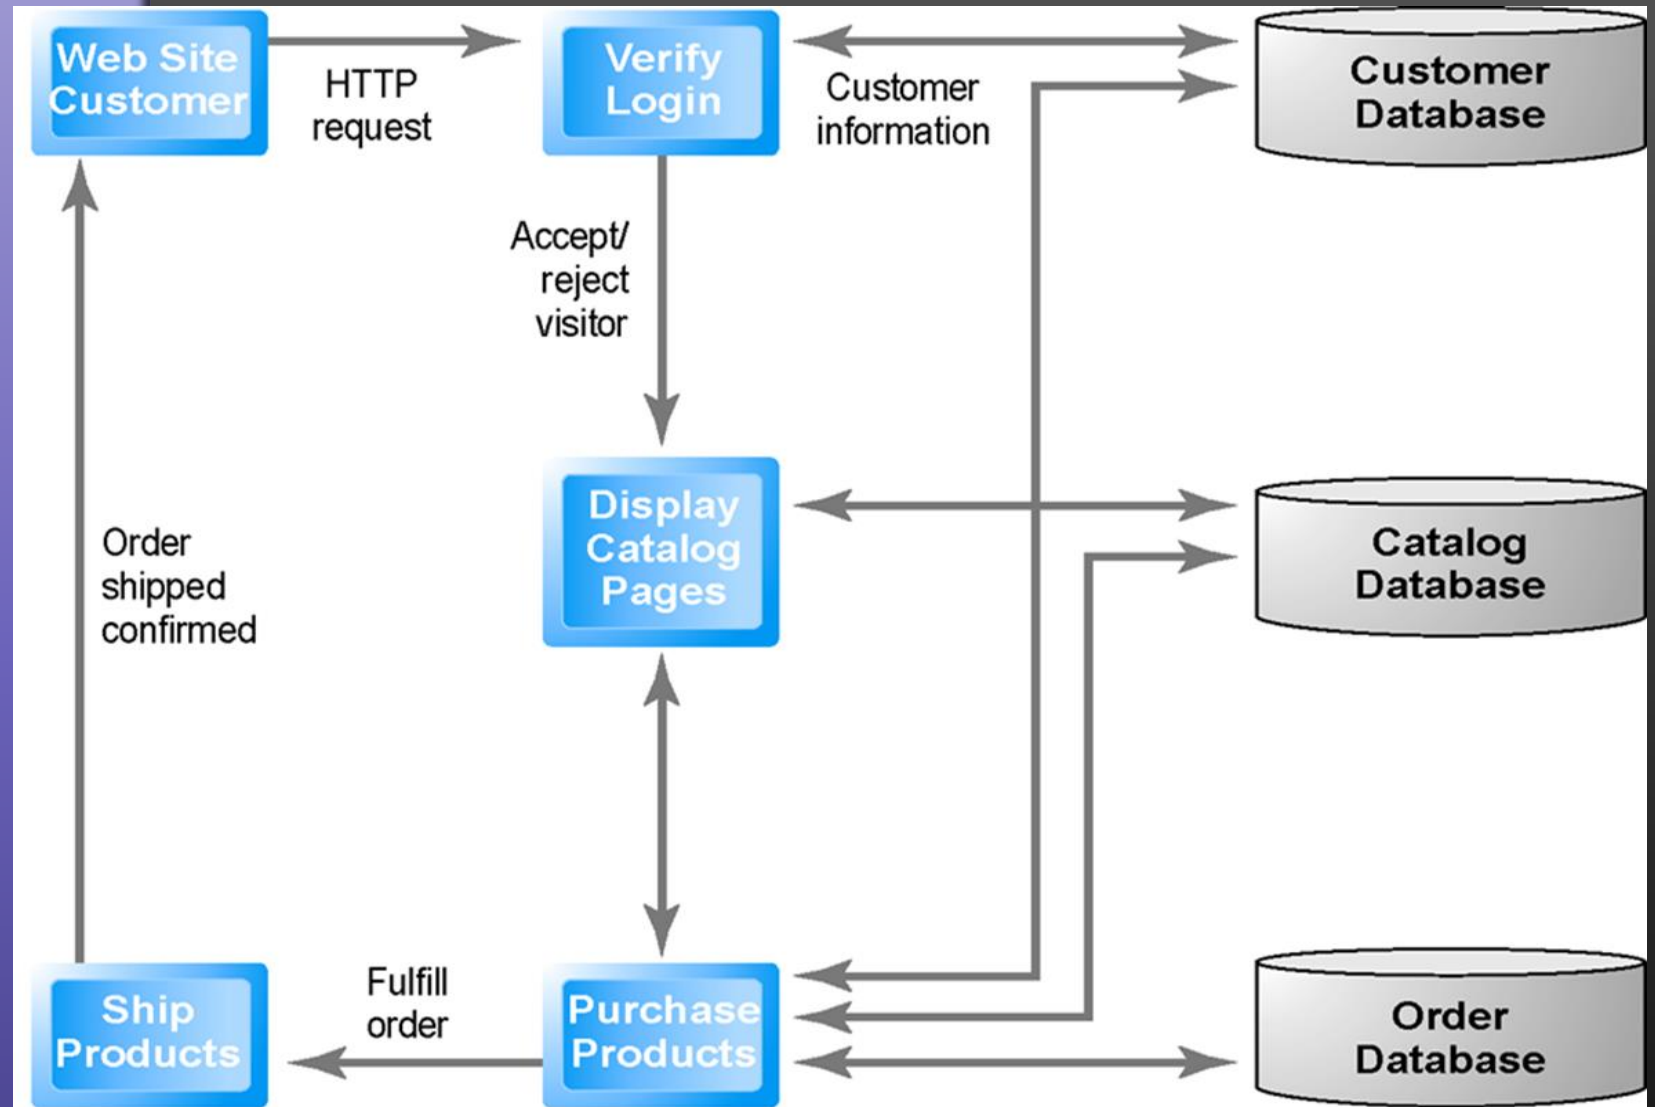 Web Site
Customer
HTTP
request
Verify
Login
Customer
information
Customer
Database
Accept/
reject
visitor
Display
Catalog
Pages
Catalog
Database
Order
shipped
confirmed
Ship
Products
Fulfill
order
Purchase
Products
Order
Database